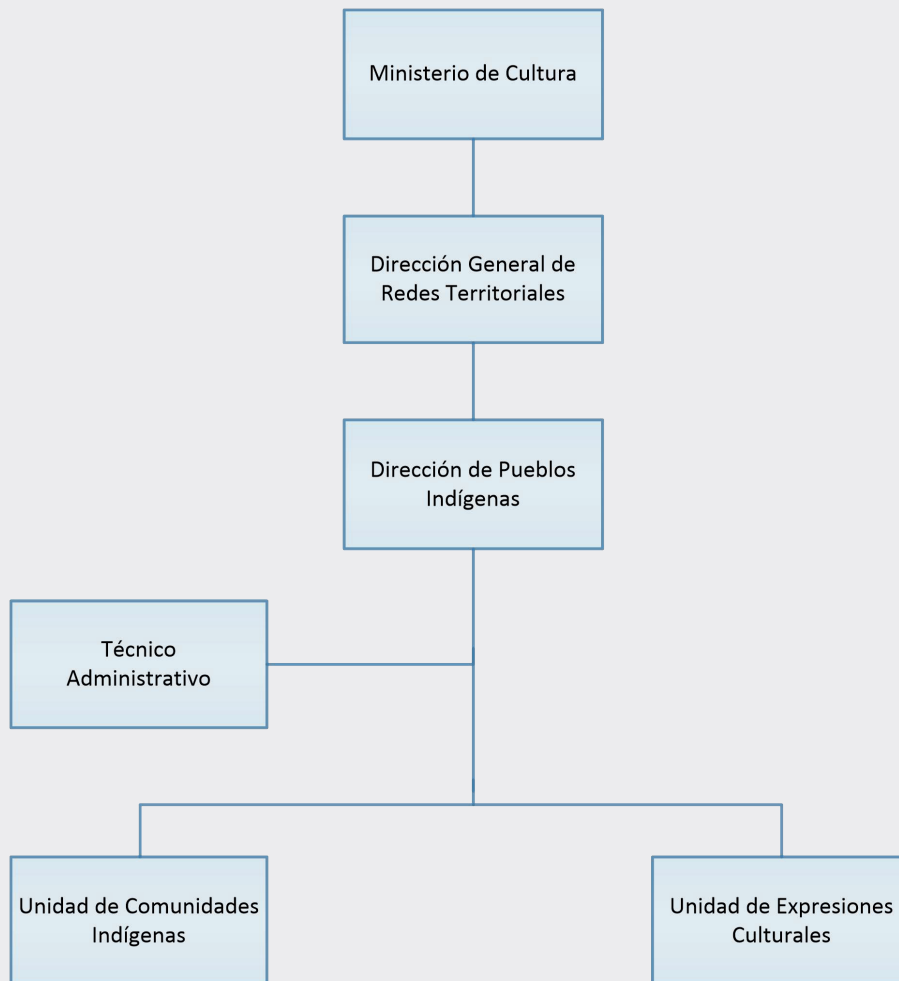 Ministerio de Cultura
Dirección General de
Redes Territoriales
Dirección de Pueblos
Indígenas
Técnico
Administrativo
Unidad de Comunidades
Indígenas
Unidad de Expresiones
Culturales